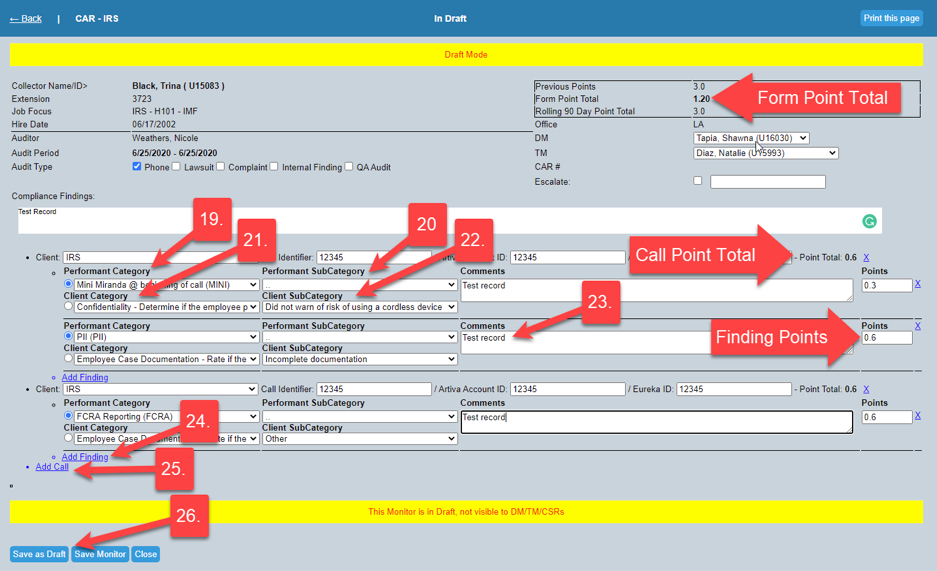 ← Back | CAR - IRS In Draft Print this page
Draft Mode
Collector Name/ID> Black, Trina ( U15083 ) Previous Points 3.0
Extension 3723 Form Point Total 1.20 Form Point Total
Job Focus IRS - H101 - IMF Rolling 90 Day Point Total 3.0
Hire Date 06/17/2002 Office LA
Auditor Weathers, Nicole DM Tapia, Shawna (U16030)
Audit Period 6/25/2020 - 6/25/2020 TM Diaz, Natalie (U15993)
Audit Type Phone Lawsuit Complaint Internal Finding QA Audit CAR #
Escalate:
Compliance Findings:
Test Record
19. 20
21. 22.
Client: IRS Identifier: 12345 Account ID: 12345 Call Point Total - Point Total: 0.6 X
Performant Category Performant SubCategory Comments Points
Mini Miranda @ beginning of call (MINI) .. Test record 0.3 X
Client Category Client SubCategory
Confidentiality - Determine if the employee p Did not warn of risk of using a cordless device
23.
Performant Category Performant SubCategory Comments Points X
PII (PII) .. Test record Finding Points 0.6
Client Category Client SubCategory
Employee Case Documentation - Rate if the Incomplete documentation
Add Finding
Client: IRS Call Identifier: 12345 / Artiva Account ID: 12345 / Eureka ID: 12345 - Point Total: 0.6 X
Performant Category Performant SubCategory Comments Points
FCRA Reporting (FCRA) .. Test record 0.6 X
Client Category Client SubCategory
Employee Case if the Other
24.
Add Finding
Add Call
25.
This Monitor is in Draft, not visible to DM/TM/CSRs
26.
Save as Draft Save Monitor Close